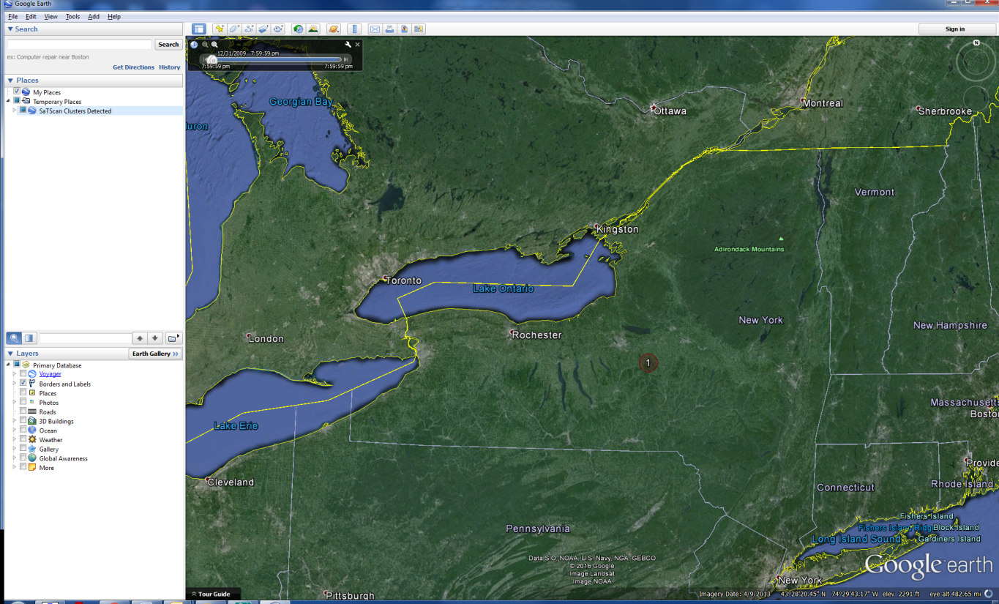 Google Earth
File Edit View Tools Add Help
Search
Sign in
Search
ex: Computer repair near Boston
Get Directions History
Places
My Places
Temporary Places
SaTScan Clusters Detected
Layers
Earth Gallery >>
Primary Database
Voyager
Borders and Labels
Places
Photos
Roads
3D Buildings
Ocean
Weather
Gallery
Global Awareness
More
12/31/2009 7:59:59 pm
7:59:59 pm 7:59:59 pm
N
Georgian Bay
Ottawa
Montreal
Sherbrooke
uron
Vermont
Kingston
Adirondack Mountains
Toronto
Lake Ontario
New York
New Hampshire
London
Rochester
1
Massachusetts
Boston
Lake Erie
Provide
Cleveland
Connecticut
Rhode Island
Fishers Island
Fishers Island Ridg
Block Island
Long Island Sound
Gardiners Island
Pennsylvania
Data SIO, NOAA, U.S. Navy, NGA, GEBCO
© 2016 Google
Image Landsat
Image NOAA
Google earth
New York
Tour Guide
Pittsburgh
Imagery Date: 4/9/2013 43°28'20.45" N 74°29'43.17" W elev 2291 ft eye alt 482.65 mi